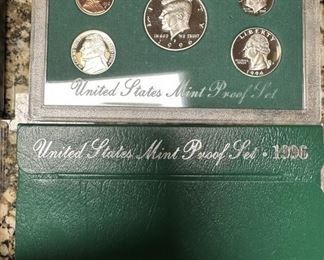 LIBERTY
1996
United States Mint Proof Set
United States Mint Proof Set · 1996